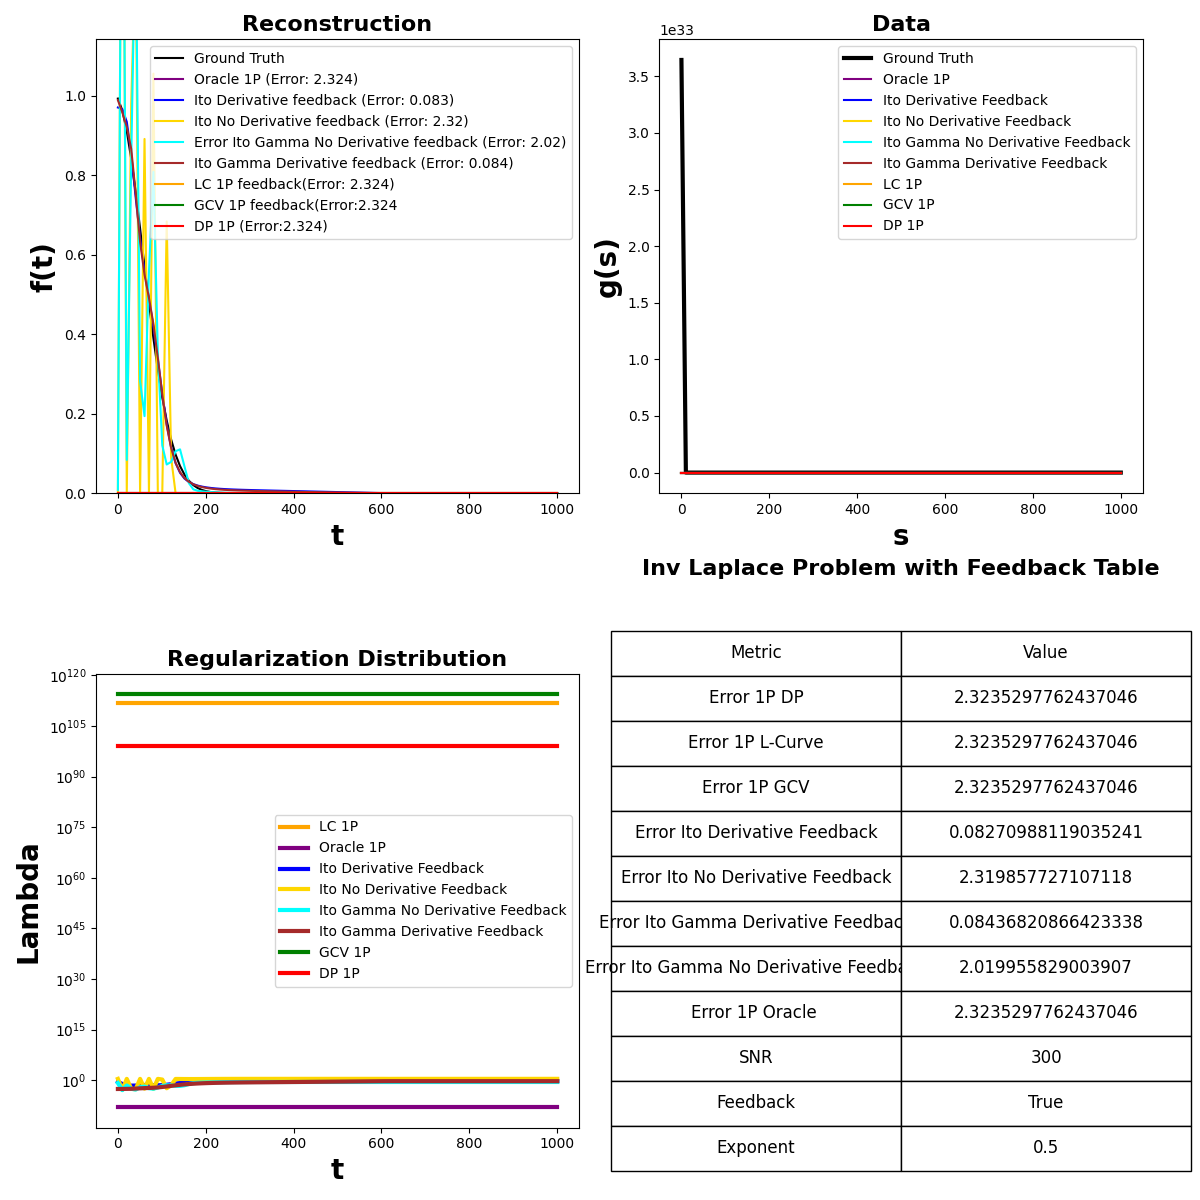 Reconstruction
f(t)
1.0
0.8
0.6
0.4
0.2
0.0
0
200
400
600
800
1000
t
Ground Truth
Oracle 1P (Error: 2.324)
Ito Derivative feedback (Error: 0.083)
Ito No Derivative feedback (Error: 2.32)
Error Ito Gamma No Derivative feedback (Error: 2.02)
Ito Gamma Derivative feedback (Error: 0.084)
LC 1P feedback(Error: 2.324)
GCV 1P feedback(Error:2.324
DP 1P (Error:2.324)
Data
1e33
g(s)
3.5
3.0
2.5
2.0
1.5
1.0
0.5
0.0
0
200
400
600
800
1000
s
Ground Truth
Oracle 1P
Ito Derivative Feedback
Ito No Derivative Feedback
Ito Gamma No Derivative Feedback
Ito Gamma Derivative Feedback
LC 1P
GCV 1P
DP 1P
Regularization Distribution
Lambda
10^120
10^105
10^90
10^75
10^60
10^45
10^30
10^15
10^0
0
200
400
600
800
1000
t
LC 1P
Oracle 1P
Ito Derivative Feedback
Ito No Derivative Feedback
Ito Gamma No Derivative Feedback
Ito Gamma Derivative Feedback
GCV 1P
DP 1P
Inv Laplace Problem with Feedback Table
Metric Value
Error 1P DP 2.3235297762437046
Error 1P L-Curve 2.3235297762437046
Error 1P GCV 2.3235297762437046
Error Ito Derivative Feedback 0.08270988119035241
Error Ito No Derivative Feedback 2.319857727107118
Error Ito Gamma Derivative Feedbac 0.08436820866423338
Error Ito Gamma No Derivative Feedba 2.019955829003907
Error 1P Oracle 2.3235297762437046
SNR 300
Feedback True
Exponent 0.5